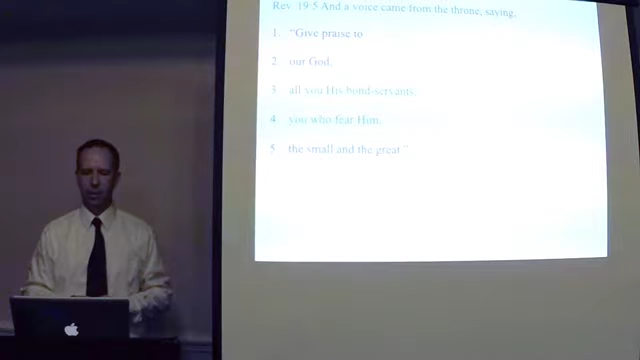 Rev 19:5 And a voice came from the throne, saying,
1. "Give praise to
2. our God,
3 all you His bond-servants,
4 you who fear Him,
5 the small and the great."